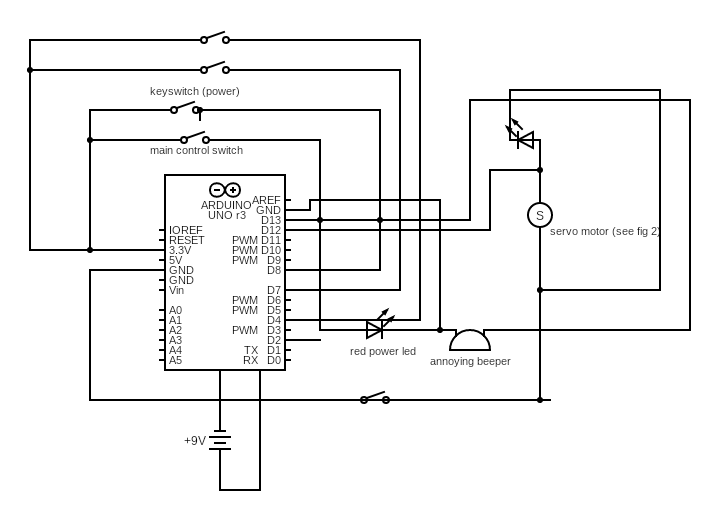 keyswitch (power)
main control switch
ARDUINO
UNO r3
AREF
GND
D13
IOREF D12
RESET PWM D11
3.3V PWM D10
5V PWM D9
GND D8
GND
Vin D7
PWM D6
A0 PWM D5
A1 D4
A2 PWM D3
A3 D2
A4 TX D1
A5 RX D0
S
servo motor (see fig 2)
red power led
annoying beeper
+9V